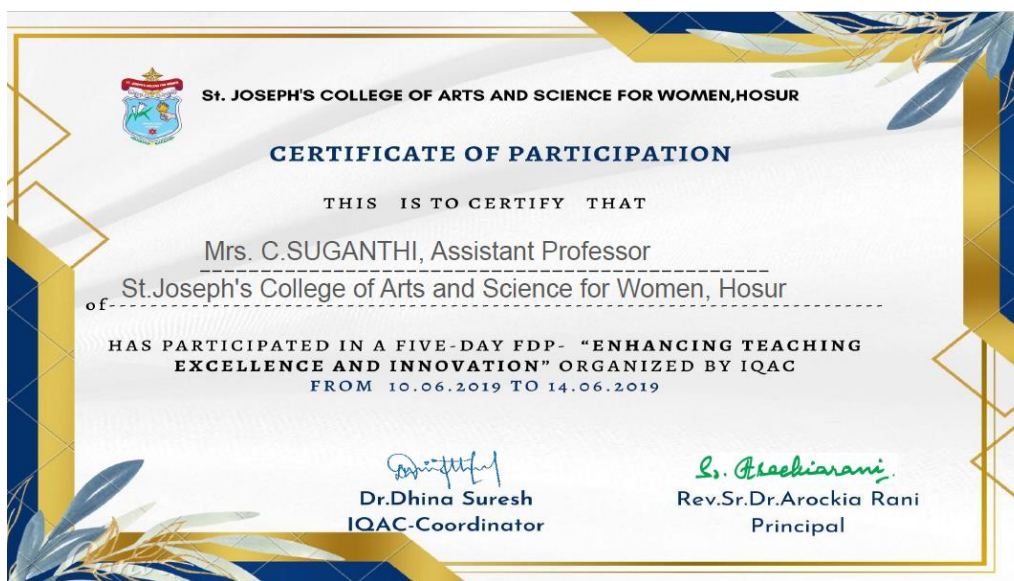 St. JOSEPH'S COLLEGE OF ARTS AND SCIENCE FOR WOMEN,HOSUR
CERTIFICATE OF PARTICIPATION
THIS IS TO CERTIFY THAT
Mrs. C.SUGANTHI, Assistant Professor
of St.Joseph's College of Arts and Science for Women, Hosur
HAS PARTICIPATED IN A FIVE-DAY FDP- “ENHANCING TEACHING
EXCELLENCE AND INNOVATION” ORGANIZED BY IQAC
FROM 10.06.2019 TO 14.06.2019
Dr.Dhina Suresh
IQAC-Coordinator
Rev.Sr.Dr.Arockia Rani
Principal